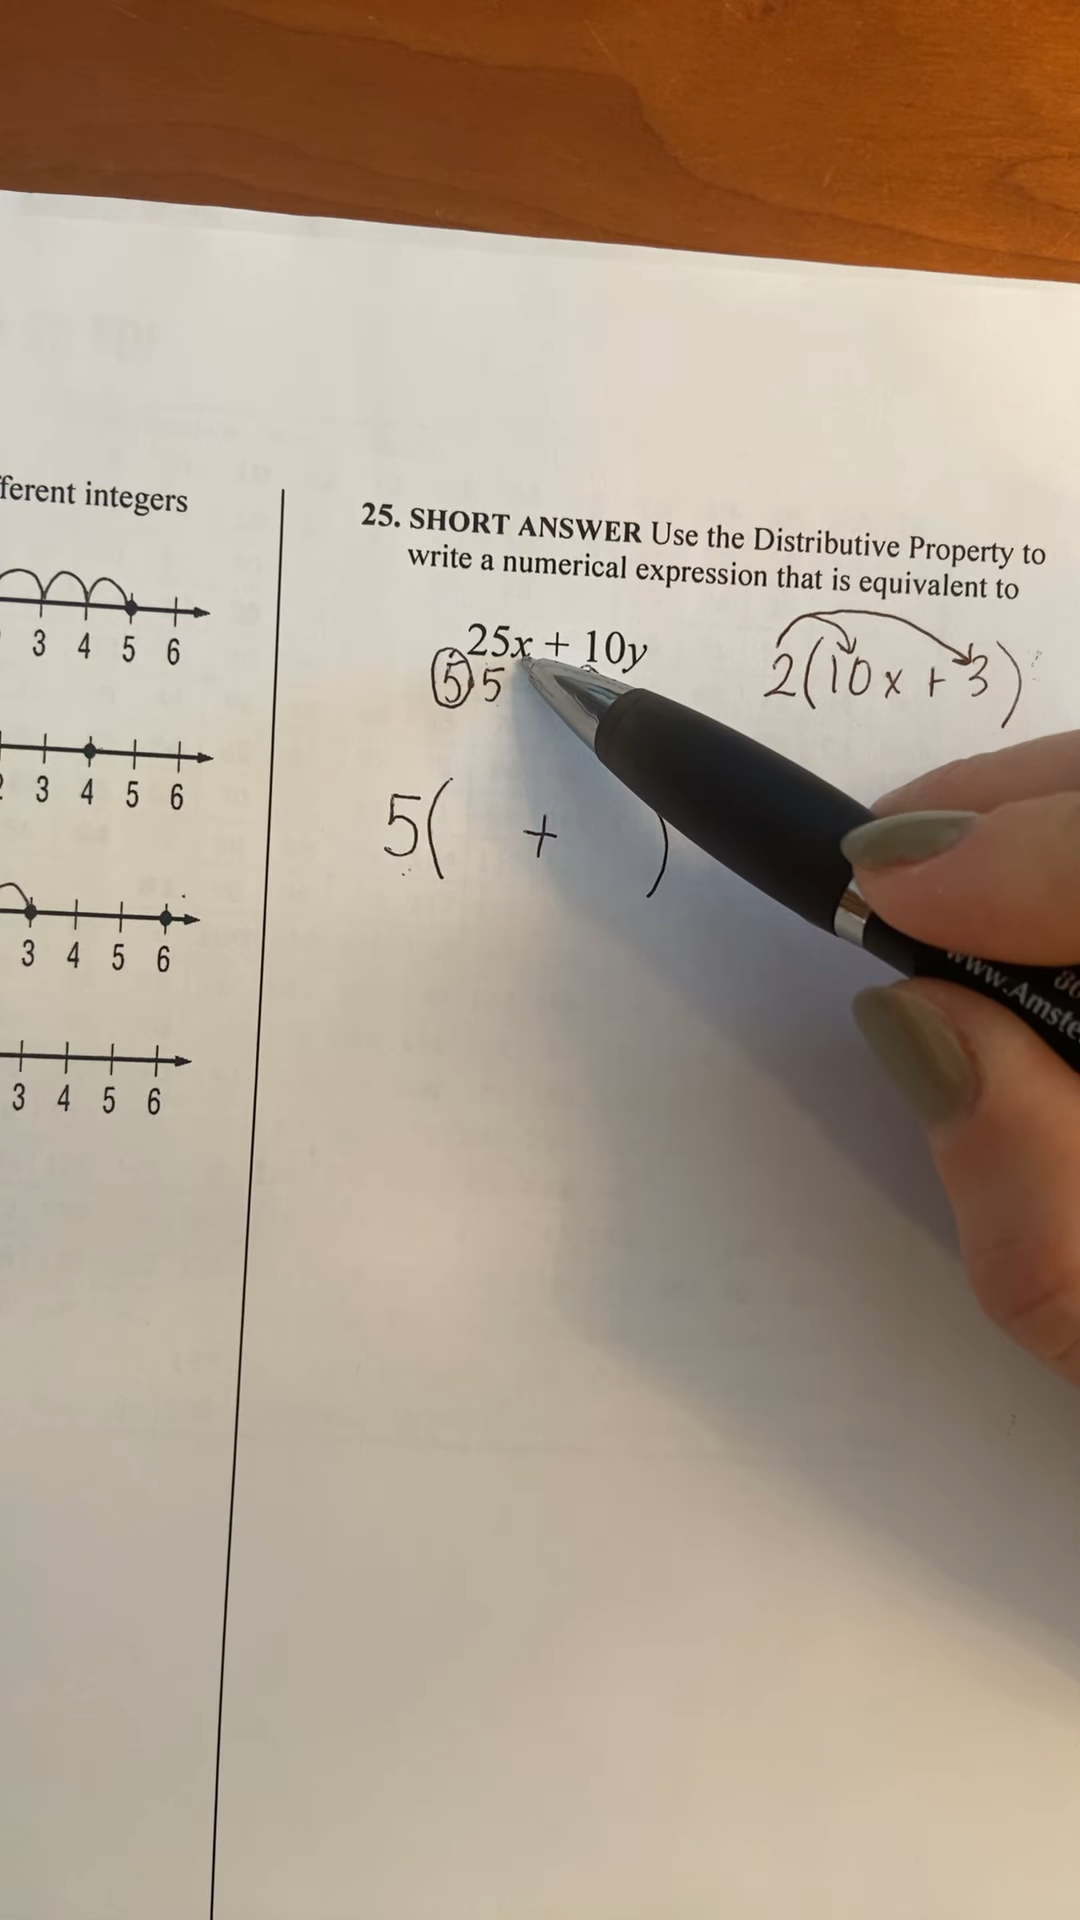 ferent integers
3 4 5 6
3 4 5 6
3 4 5 6
3 4 5 6
25. SHORT ANSWER Use the Distributive Property to
write a numerical expression that is equivalent to
25x + 10y
5 5
2(10x + 3)
5( + )
www.Amste